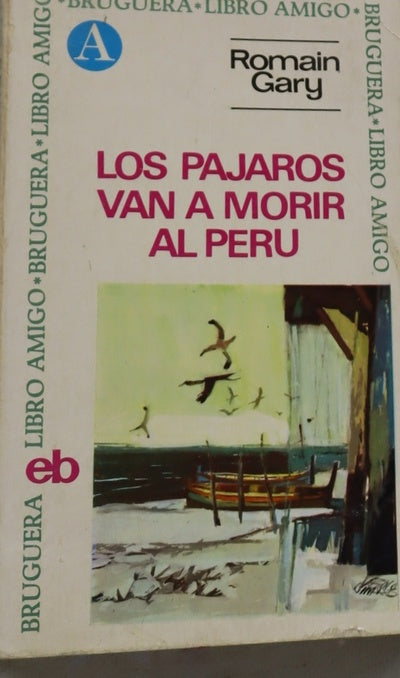 BRUGUERA * LIBRO AMIGO *
A
Romain
Gary
LOS PAJAROS
VAN A MORIR
AL PERU
eb
BRUGUERA LIBRO AMIGO * BRUGUERA * LIBRO AMIGO
BRUGUERA * LIBRO AMIGO